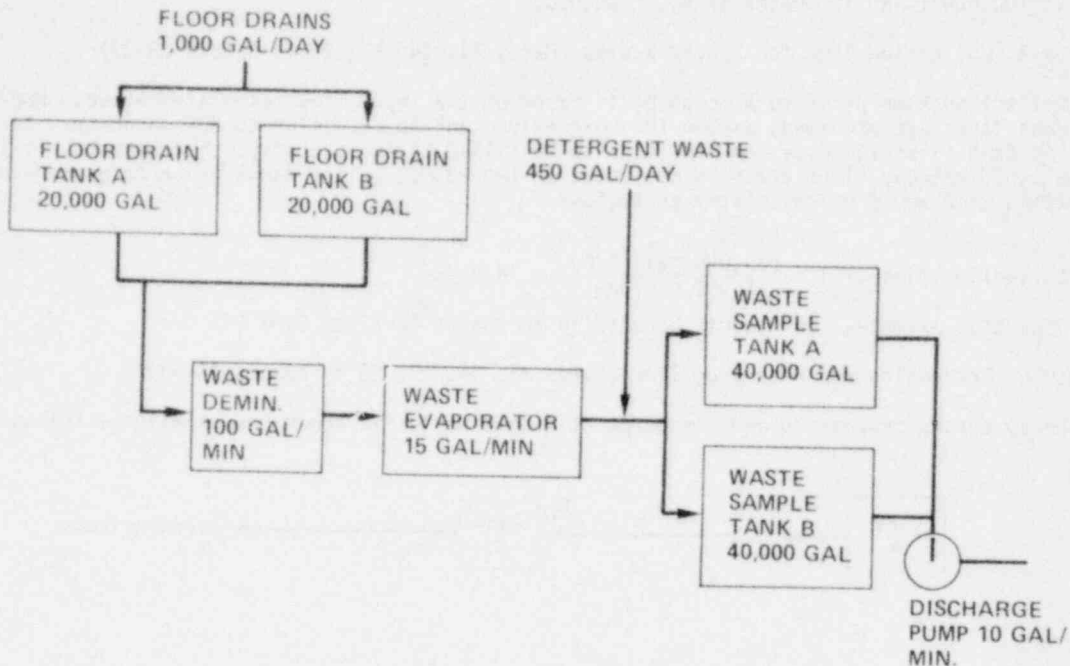 FLOOR DRAINS
1,000 GAL/DAY
FLOOR DRAIN
TANK A
20,000 GAL
FLOOR DRAIN
TANK B
20,000 GAL
DETERGENT WASTE
450 GAL/DAY
WASTE
DEMIN.
100 GAL/
MIN
WASTE
EVAPORATOR
15 GAL/MIN
WASTE
SAMPLE
TANK A
40,000 GAL
WASTE
SAMPLE
TANK B
40,000 GAL
DISCHARGE
PUMP 10 GAL/
MIN.